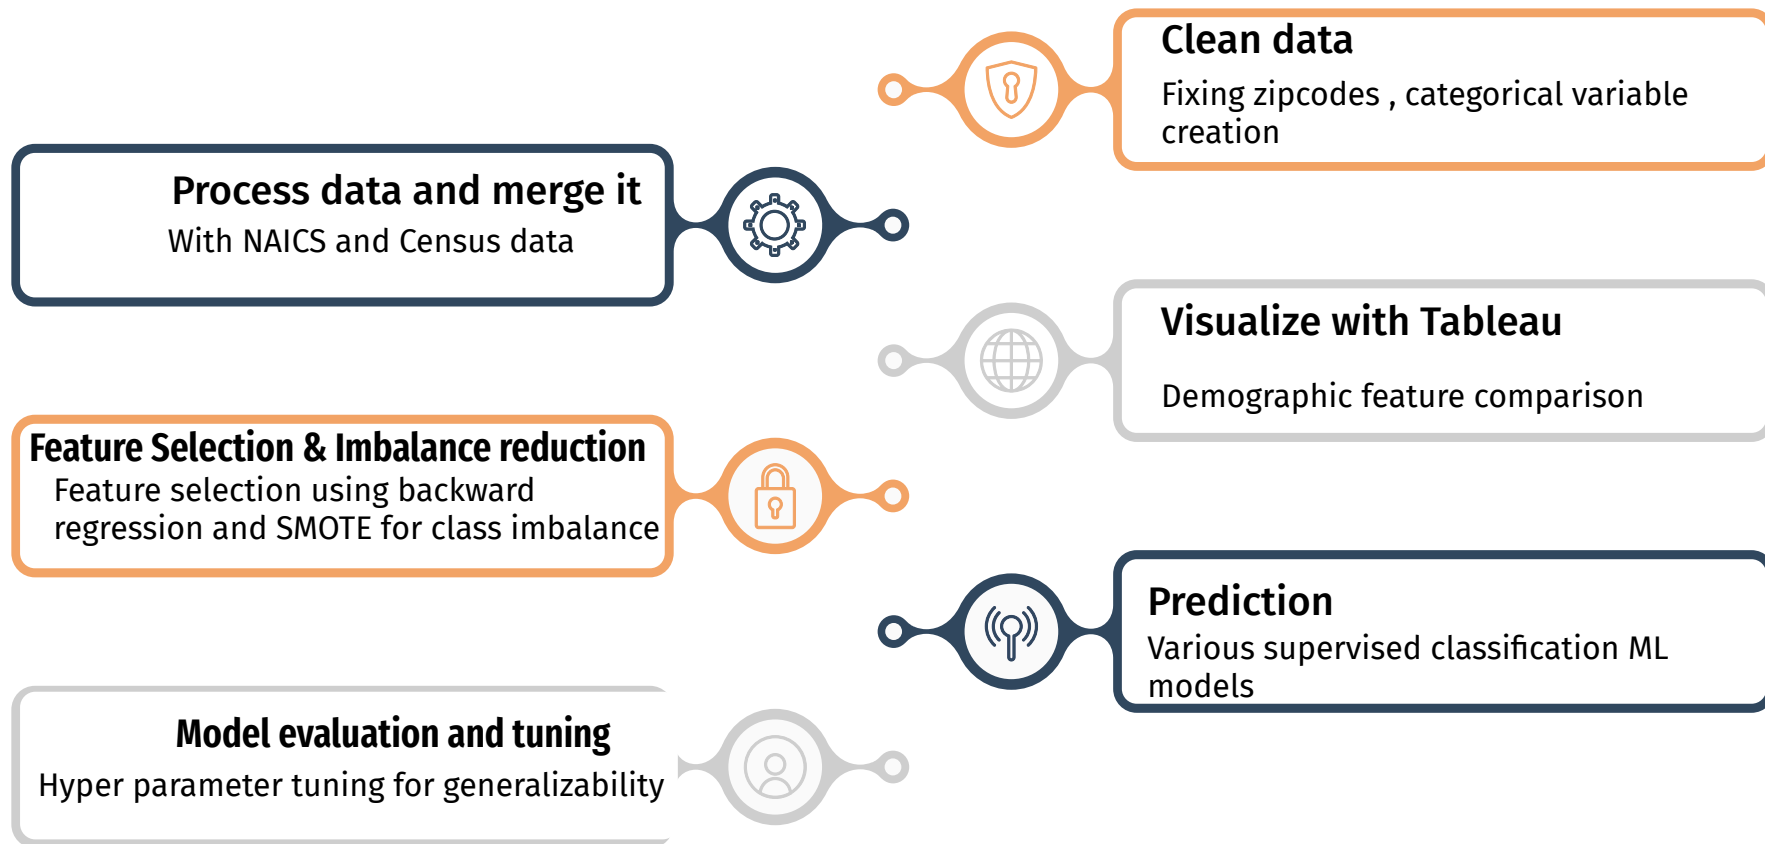 Clean data
Fixing zipcodes , categorical variable
creation
Process data and merge it
With NAICS and Census data
Visualize with Tableau
Demographic feature comparison
Feature Selection & Imbalance reduction
Feature selection using backward
regression and SMOTE for class imbalance
Prediction
Various supervised classification ML
models
Model evaluation and tuning
Hyper parameter tuning for generalizability